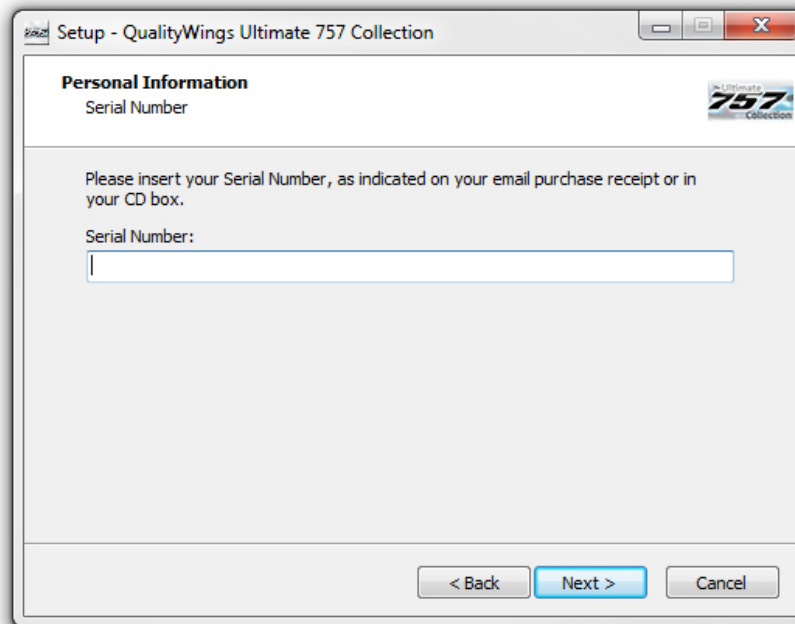 Setup - QualityWings Ultimate 757 Collection
Personal Information
Serial Number
Ultimate
757
Collection
Please insert your Serial Number, as indicated on your email purchase receipt or in
your CD box.
Serial Number:
< Back
Next >
Cancel